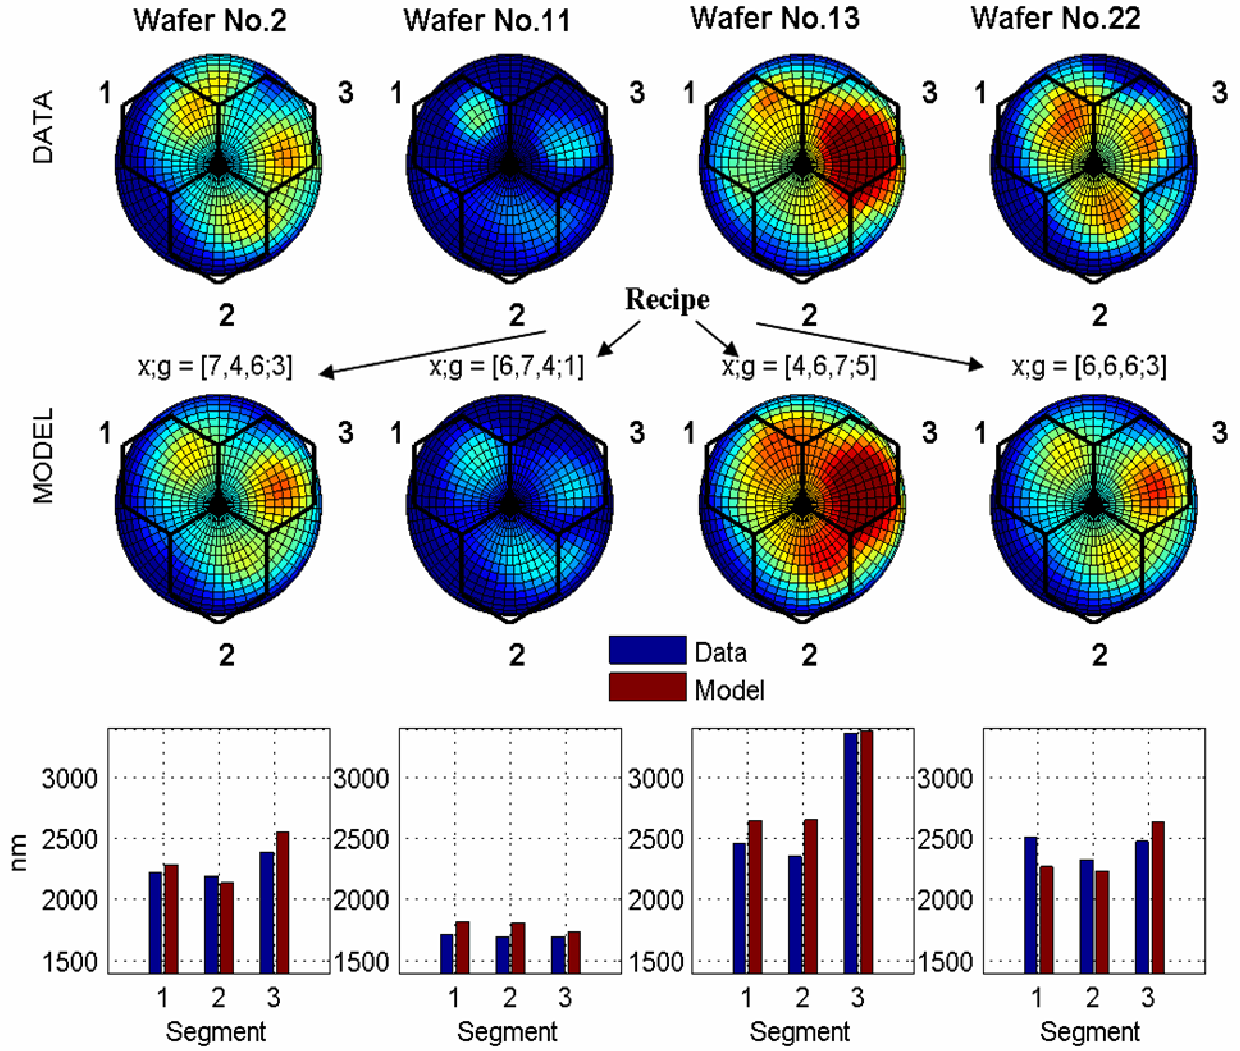 Wafer No.2 Wafer No.11 Wafer No.13 Wafer No.22
DATA
1 3 1 3 1 3 1 3
2 2 2 2
Recipe
x;g = [7,4,6;3] x;g = [6,7,4;1] x;g = [4,6,7;5] x;g = [6,6,6;3]
MODEL
1 3 1 3 1 3 1 3
2 2 2 2
Data
Model
nm
3000 3000 3000 3000
2500 2500 2500 2500
2000 2000 2000 2000
1500 1500 1500 1500
1 2 3 1 2 3 1 2 3 1 2 3
Segment Segment Segment Segment